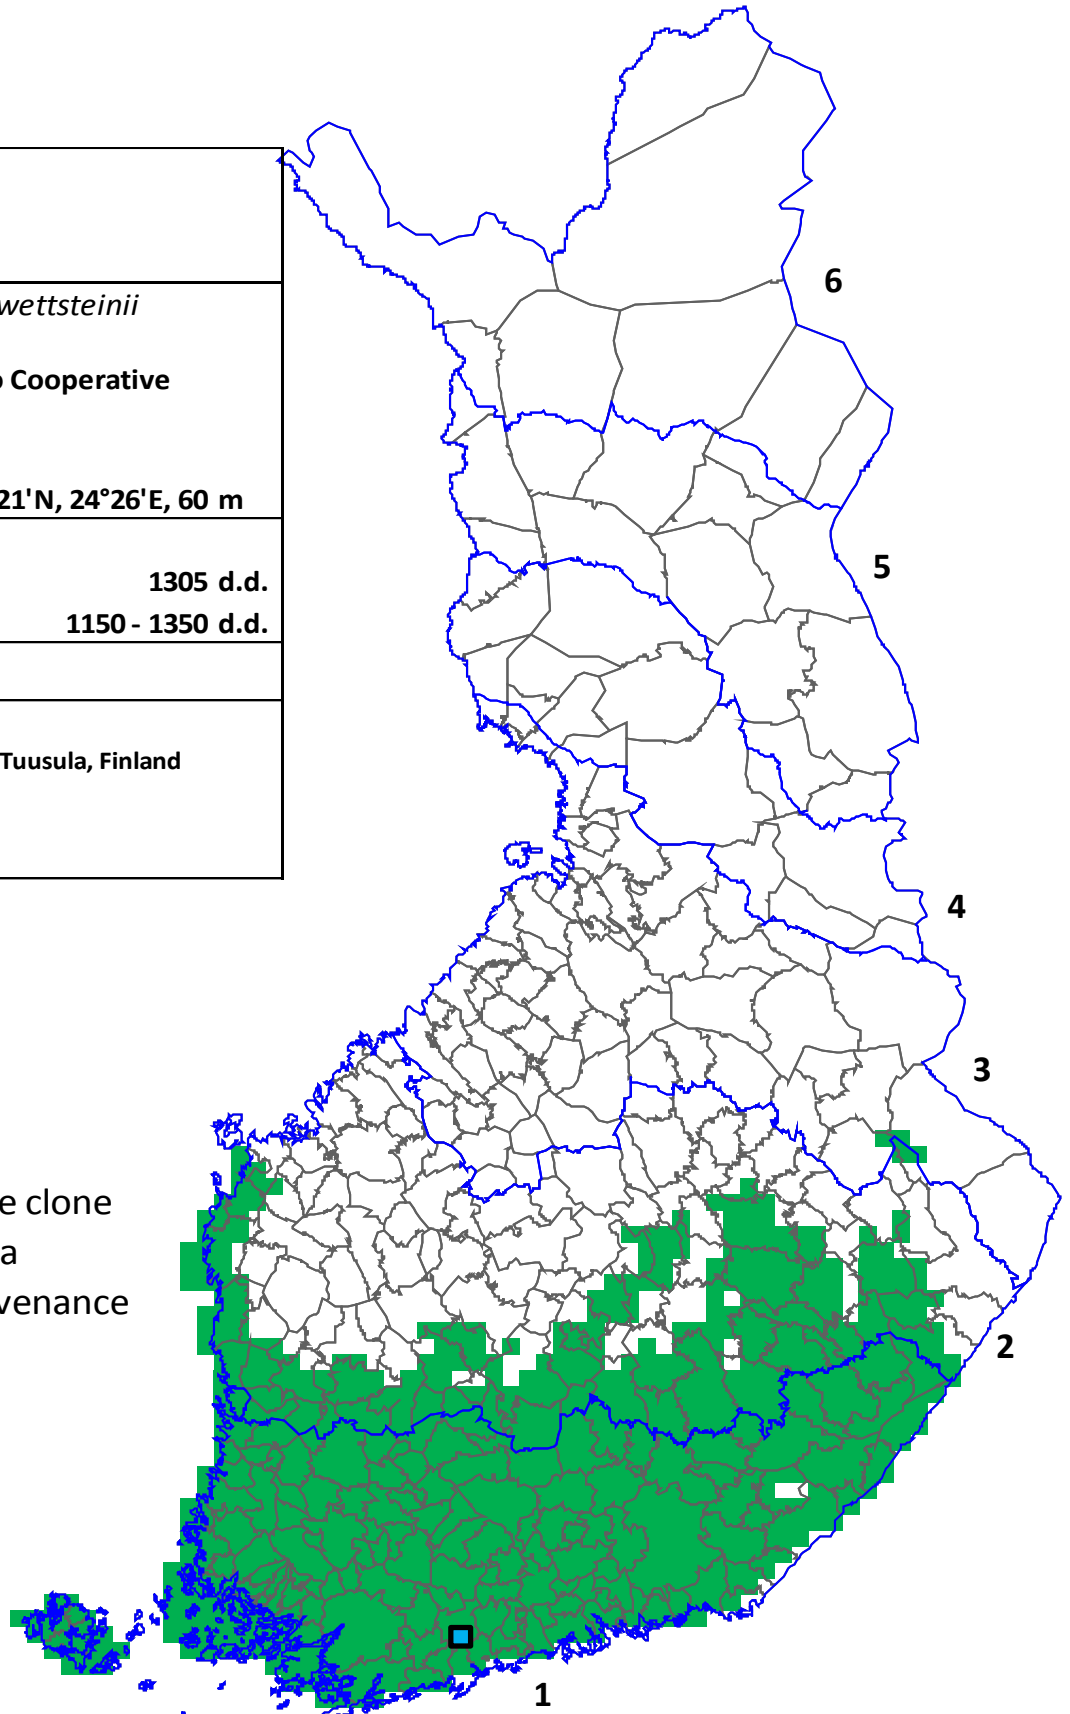 wettsteinii
Cooperative
21'N, 24°26'E, 60 m
1305 d.d.
1150 - 1350 d.d.
Tuusula, Finland
clone
a
venance
6
5
4
3
2
1